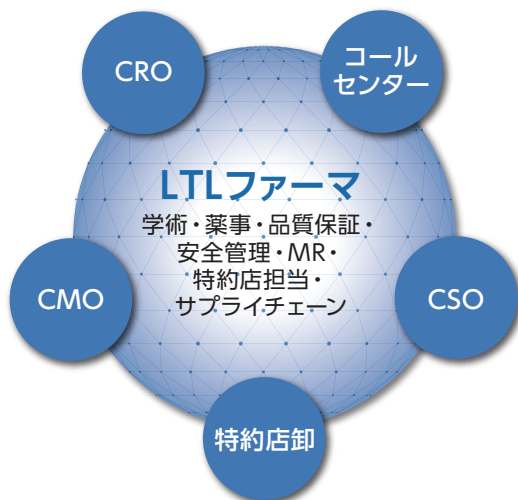 CRO
コール
センター
LTLファーマ
学術・薬事・品質保証・
安全管理・MR・
特約店担当・
サプライチェーン
CMO
CSO
特約店卸